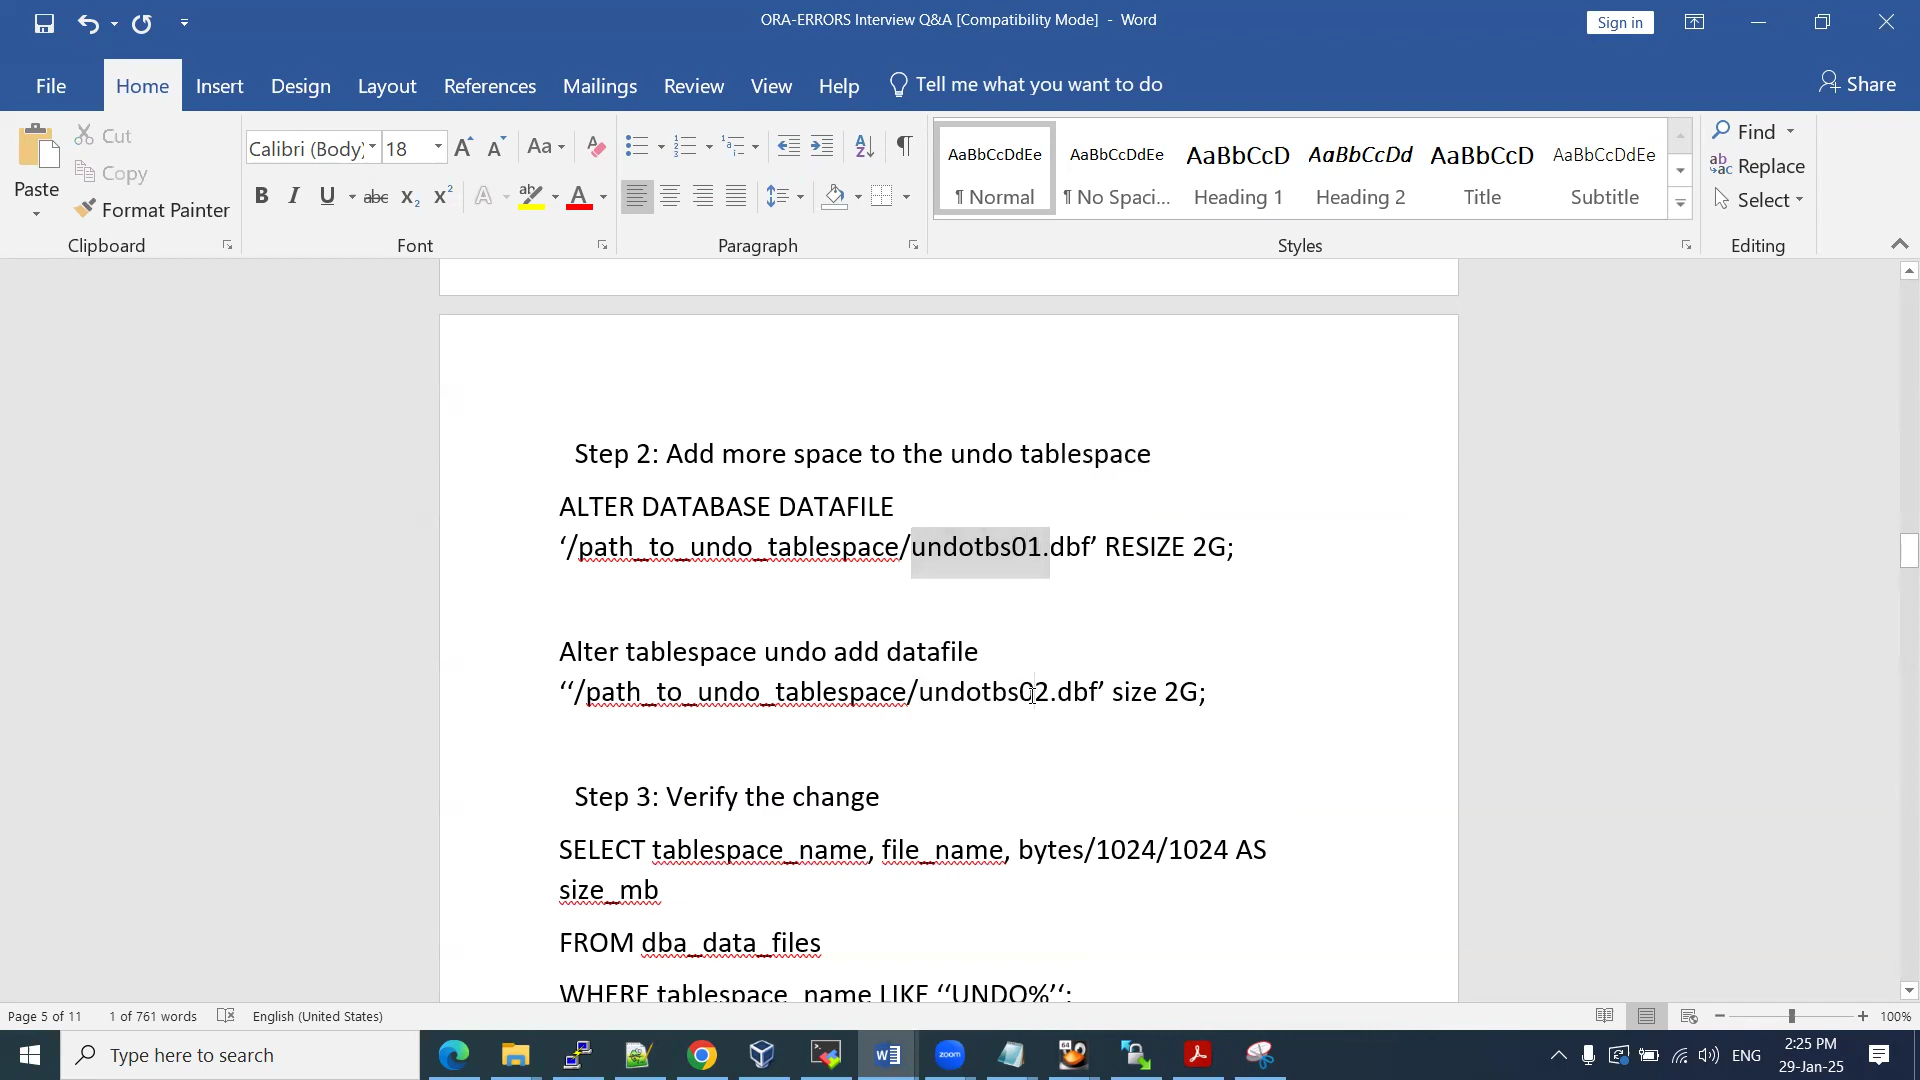 ORA-ERRORS Interview Q&A [Compatibility Mode] - Word
Sign in
File Home Insert Design Layout References Mailings Review View Help Tell me what you want to do Share
Paste
Cut
Copy
Format Painter
Clipboard
Calibri (Body) 18
Font
Paragraph
AaBbCcDdEe AaBbCcDdEe AaBbCcD AaBbCcDd AaBbCcD AaBbCcDdEe
¶ Normal ¶ No Spaci... Heading 1 Heading 2 Title Subtitle
Styles
Find
Replace
Select
Editing
Step 2: Add more space to the undo tablespace
ALTER DATABASE DATAFILE
‘/path_to_undo_tablespace/undotbs01.dbf’ RESIZE 2G;
Alter tablespace undo add datafile
‘‘/path_to_undo_tablespace/undotbs02.dbf’ size 2G;
Step 3: Verify the change
SELECT tablespace_name, file_name, bytes/1024/1024 AS
size_mb
FROM dba_data_files
WHERE tablespace_name LIKE ‘‘UNDO%’‘;
Page 5 of 11 1 of 761 words English (United States) 100%
Type here to search
zoom
ENG
2:25 PM
29-Jan-25